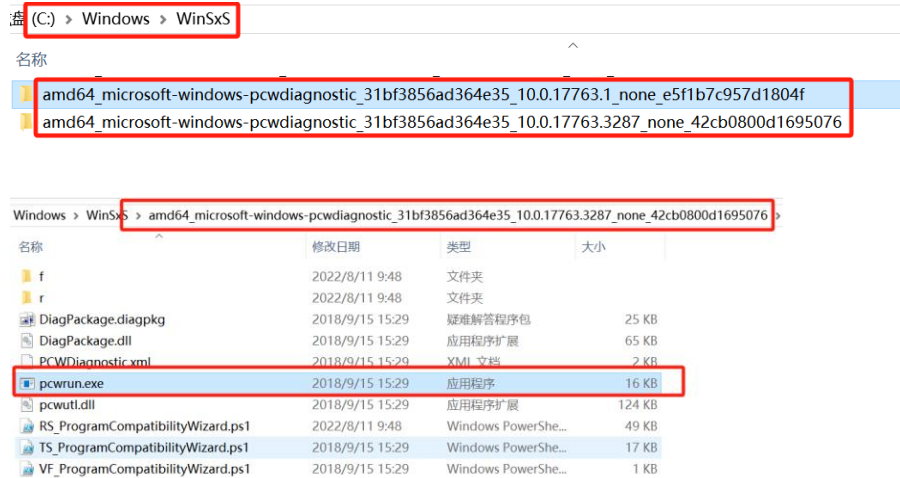 盘 (C:) > Windows > WinSxS
名称
amd64_microsoft-windows-pcwdiagnostic_31bf3856ad364e35_10.0.17763.1_none_e5f1b7c957d1804f
amd64_microsoft-windows-pcwdiagnostic_31bf3856ad364e35_10.0.17763.3287_none_42cb0800d1695076
Windows > WinSxS > amd64_microsoft-windows-pcwdiagnostic_31bf3856ad364e35_10.0.17763.3287_none_42cb0800d1695076 >
名称 修改日期 类型 大小
f 2022/8/11 9:48 文件夹
r 2022/8/11 9:48 文件夹
DiagPackage.diagpkg 2018/9/15 15:29 疑难解答程序包 25 KB
DiagPackage.dll 2018/9/15 15:29 应用程序扩展 65 KB
PCWDiagnostic.xml 2018/9/15 15:29 XML 文档 2 KB
pcwrun.exe 2018/9/15 15:29 应用程序 16 KB
pcwutl.dll 2018/9/15 15:29 应用程序扩展 124 KB
RS_ProgramCompatibilityWizard.ps1 2022/8/11 9:48 Windows PowerShe... 49 KB
TS_ProgramCompatibilityWizard.ps1 2018/9/15 15:29 Windows PowerShe... 17 KB
VF_ProgramCompatibilityWizard.ps1 2018/9/15 15:29 Windows PowerShe... 1 KB